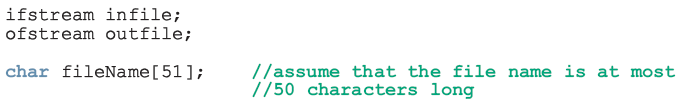 ifstream infile;
ofstream outfile;
char fileName[51];     //assume that the file name is at most
                       //50 characters long